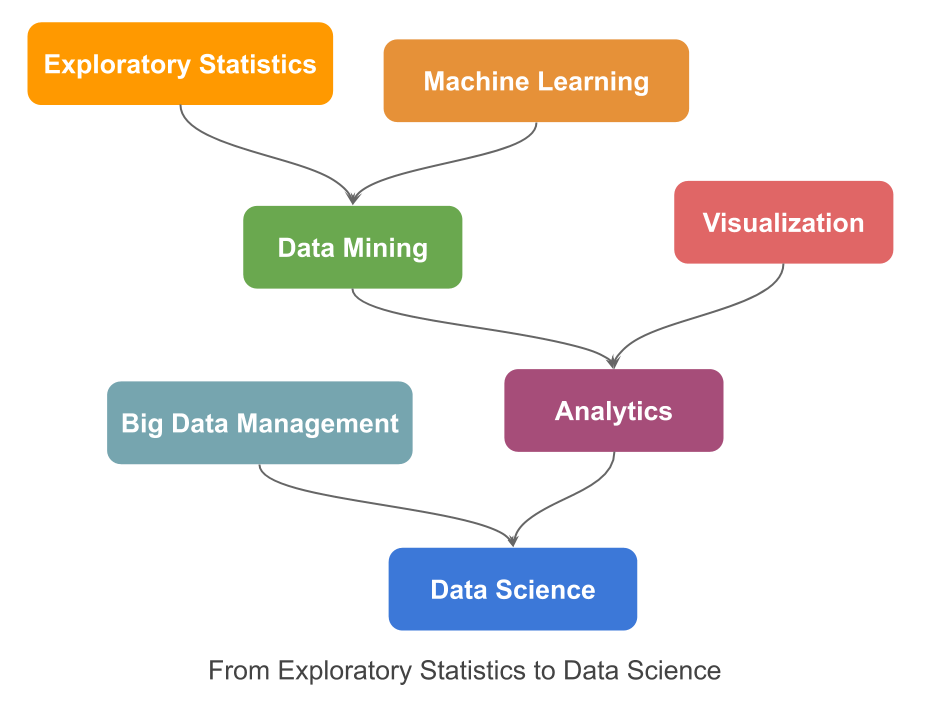 Exploratory Statistics
Machine Learning
Visualization
Data Mining
Analytics
Big Data Management
Data Science
From Exploratory Statistics to Data Science